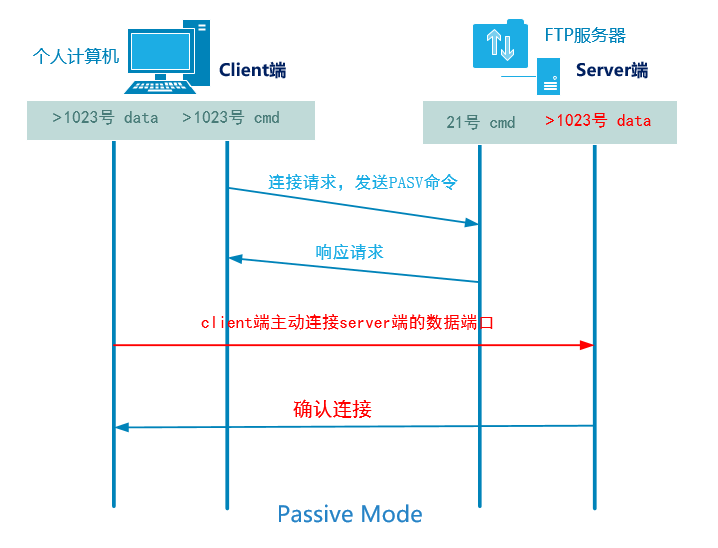 个人计算机
Client端
FTP服务器
Server端
>1023号 data
>1023号 cmd
21号 cmd
>1023号 data
连接请求，发送PASV命令
响应请求
client端主动连接server端的数据端口
确认连接
Passive Mode